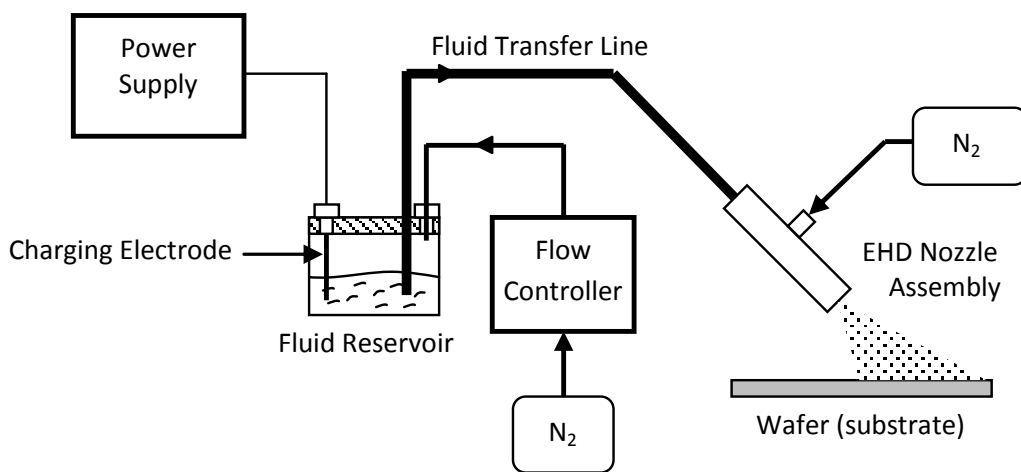 Power
Supply
Fluid Transfer Line
N₂
Charging Electrode
Flow
Controller
EHD Nozzle
Assembly
Fluid Reservoir
N₂
Wafer (substrate)